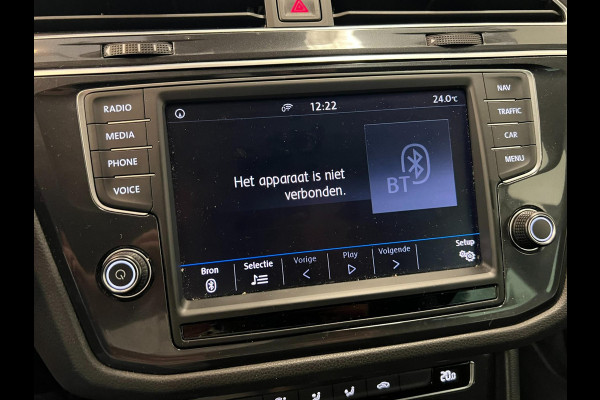 RADIO
MEDIA
PHONE
VOICE
12:22
24.0°C
NAV
TRAFFIC
CAR
MENU
Het apparaat is niet
verbonden.
BT
Bron
Selectie
Vorige
Play
Volgende
Setup
20.0